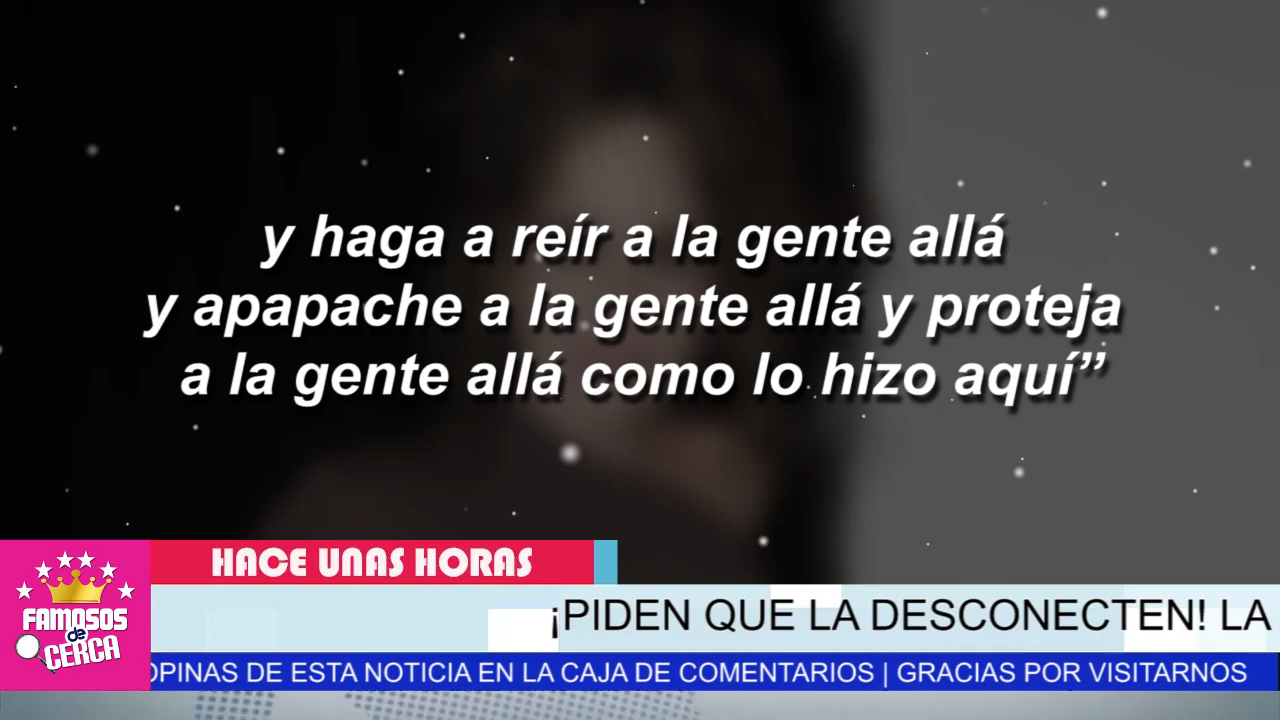 y haga a reír a la gente allá
y apapache a la gente allá y proteja
a la gente allá como lo hizo aquí”
HACE UNAS HORAS
FAMOSOS
de
CERCA
¡PIDEN QUE LA DESCONECTEN! LA
OPINAS DE ESTA NOTICIA EN LA CAJA DE COMENTARIOS | GRACIAS POR VISITARNOS